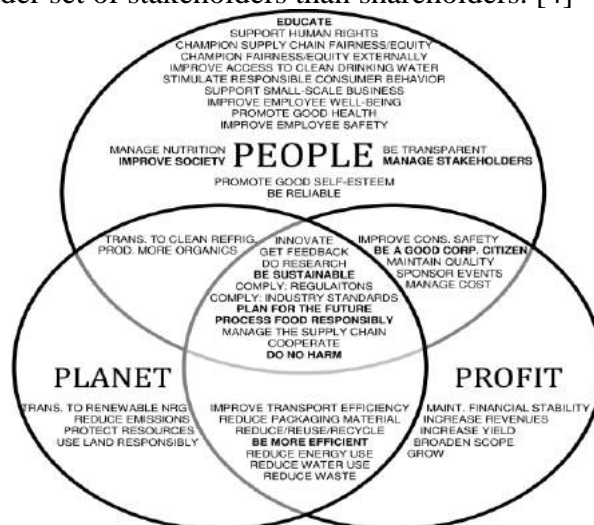 der set of stakeholders than shareholders. [4]
EDUCATE
SUPPORT HUMAN RIGHTS
CHAMPION SUPPLY CHAIN FAIRNESS/EQUITY
CHAMPION FAIRNESS/EQUITY EXTERNALLY
IMPROVE ACCESS TO CLEAN DRINKING WATER
STIMULATE RESPONSIBLE CONSUMER BEHAVIOR
SUPPORT SMALL-SCALE BUSINESS
IMPROVE EMPLOYEE WELL-BEING
PROMOTE GOOD HEALTH
IMPROVE EMPLOYEE SAFETY
MANAGE NUTRITION
IMPROVE SOCIETY
PEOPLE
BE TRANSPARENT
MANAGE STAKEHOLDERS
PROMOTE GOOD SELF-ESTEEM
BE RELIABLE
TRANS. TO CLEAN REFRIG.
PROD. MORE ORGANICS
INNOVATE
GET FEEDBACK
DO RESEARCH
BE SUSTAINABLE
COMPLY: REGULAITONS
COMPLY: INDUSTRY STANDARDS
PLAN FOR THE FUTURE
PROCESS FOOD RESPONSIBLY
MANAGE THE SUPPLY CHAIN
COOPERATE
DO NO HARM
IMPROVE CONS. SAFETY
BE A GOOD CORP. CITIZEN
MAINTAIN QUALITY
SPONSOR EVENTS
MANAGE COST
PLANET
TRANS. TO RENEWABLE NRG
REDUCE EMISSIONS
PROTECT RESOURCES
USE LAND RESPONSIBLY
IMPROVE TRANSPORT EFFICIENCY
REDUCE PACKAGING MATERIAL
REDUCE/REUSE/RECYCLE
BE MORE EFFICIENT
REDUCE ENERGY USE
REDUCE WATER USE
REDUCE WASTE
PROFIT
MAINT. FINANCIAL STABILITY
INCREASE REVENUES
INCREASE YIELD
BROADEN SCOPE
GROW